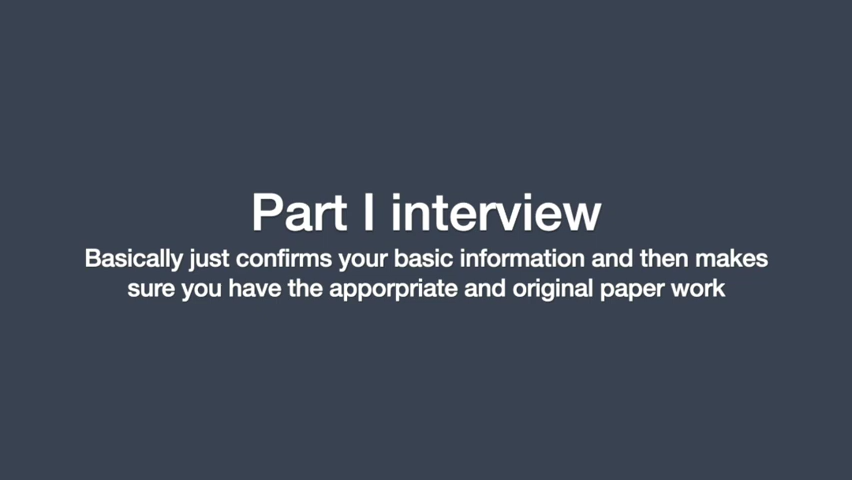 Part I interview
Basically just confirms your basic information and then makes
sure you have the apporpriate and original paper work